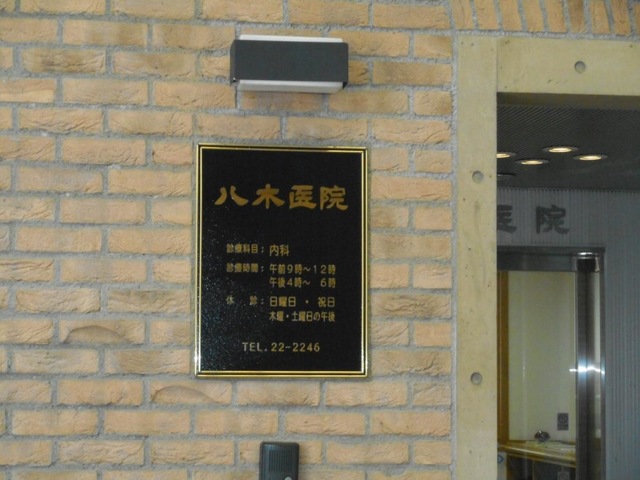 八木医院
診療科目：内科
診療時間：午前9時～12時
午後4時～ 6時
休 診：日曜日・祝日
木曜・土曜日の午後
TEL.22-2246
医院